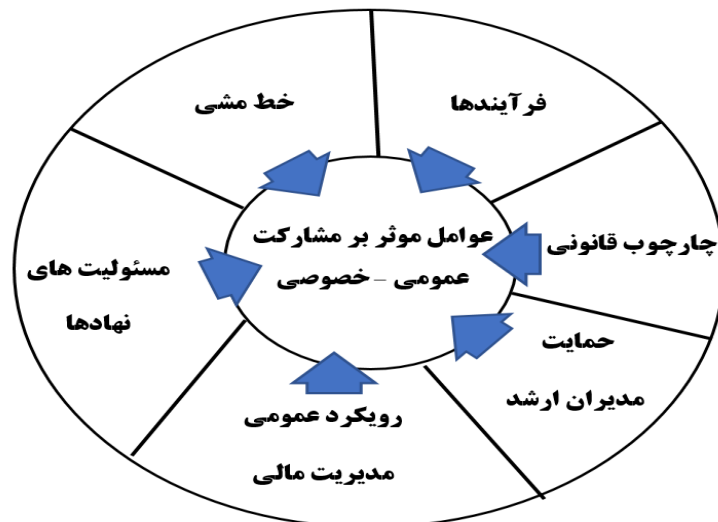 فرآیندها
خط مشی
چارچوب قانونی
عوامل موثر بر مشارکت
عمومی – خصوصی
مسئولیت های
نهادها
حمایت
مدیران ارشد
رویکرد عمومی
مدیریت مالی